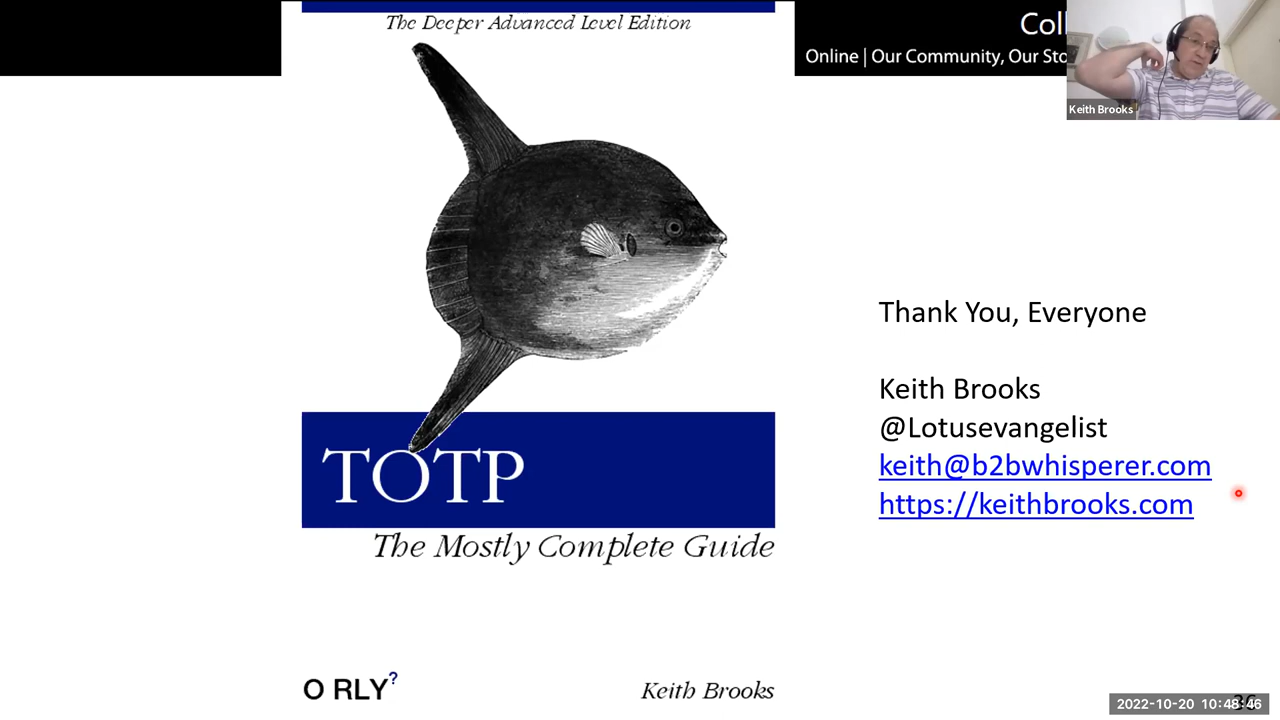 The Deeper Advanced Level Edition
Coll
Online | Our Community, Our Sto
Keith Brooks
Thank You, Everyone
Keith Brooks
@Lotusevangelist
keith@b2bwhisperer.com
https://keithbrooks.com
TOTP
The Mostly Complete Guide
O RLY?
Keith Brooks
2022-10-20 10:48:46